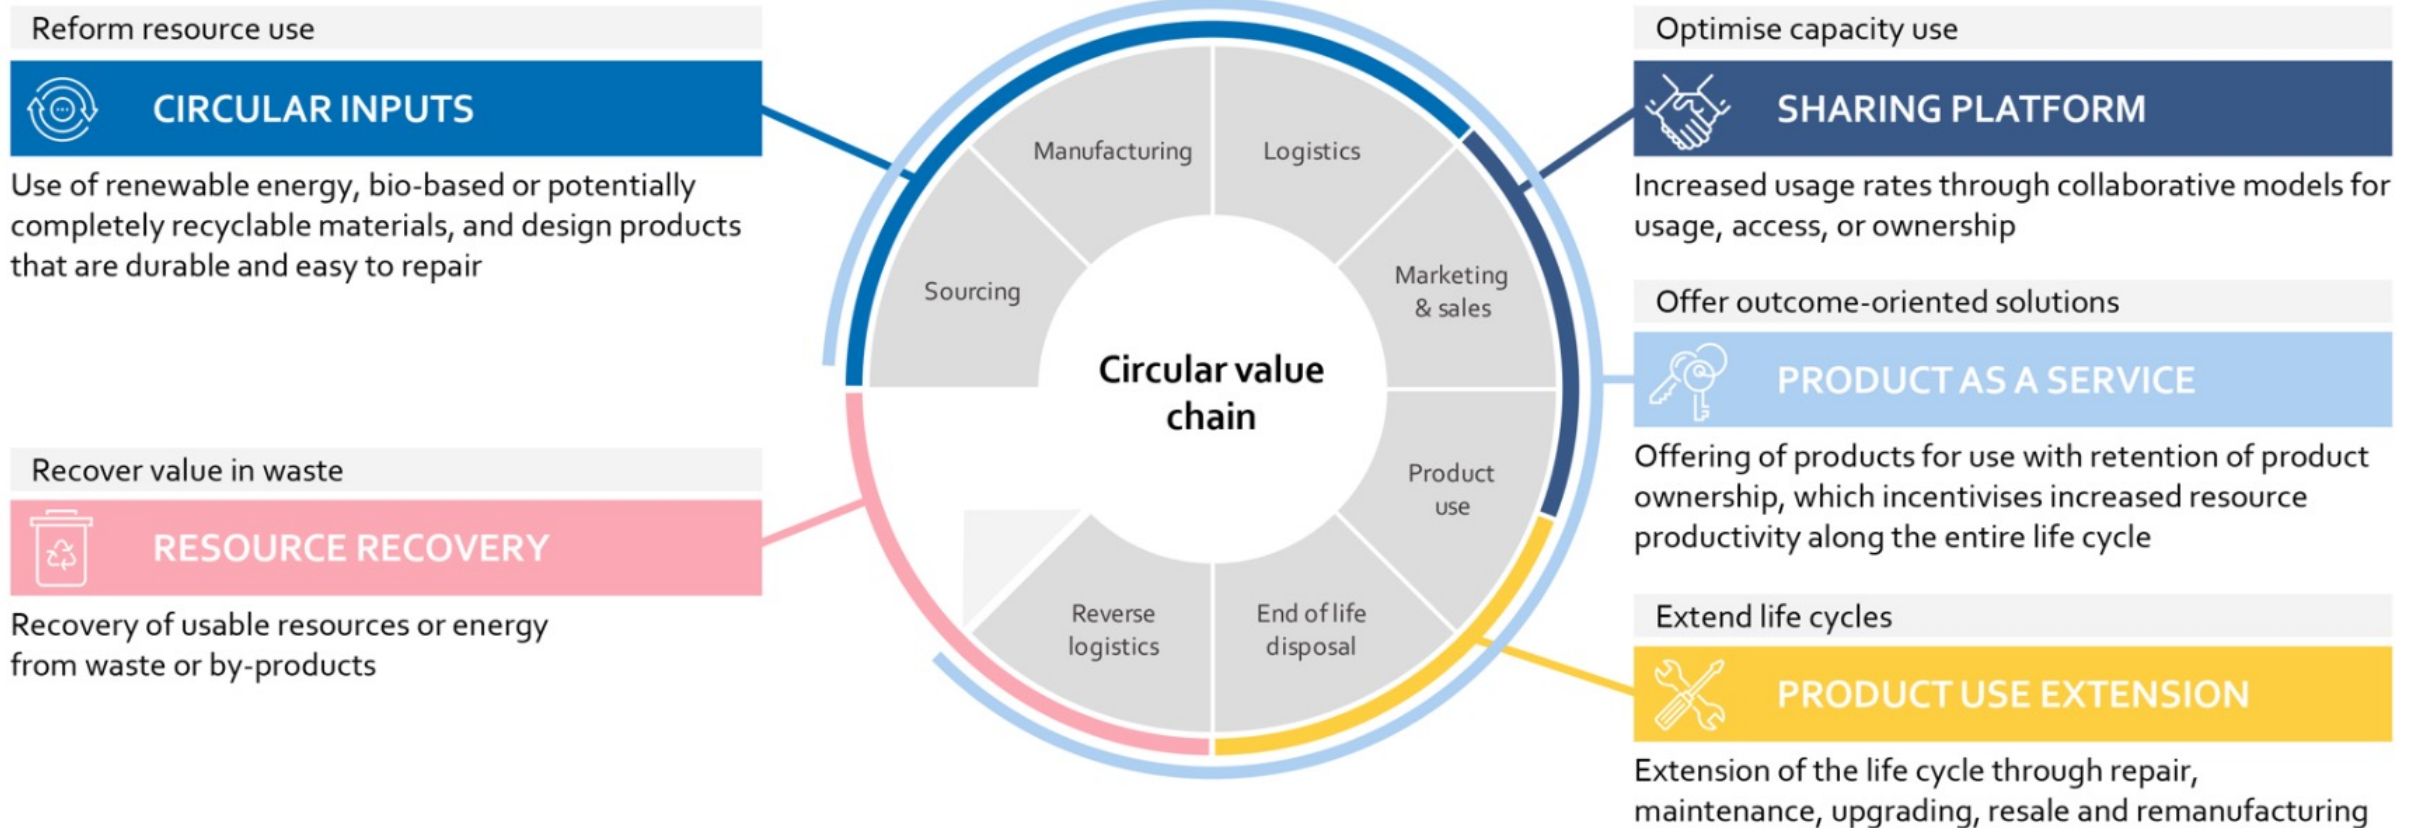 Reform resource use
CIRCULAR INPUTS
Use of renewable energy, bio-based or potentially
completely recyclable materials, and design products
that are durable and easy to repair
Recover value in waste
RESOURCE RECOVERY
Recovery of usable resources or energy
from waste or by-products
Manufacturing
Logistics
Sourcing
Marketing
& sales
Circular value
chain
Product
use
Reverse
logistics
End of life
disposal
Optimise capacity use
SHARING PLATFORM
Increased usage rates through collaborative models for
usage, access, or ownership
Offer outcome-oriented solutions
PRODUCT AS A SERVICE
Offering of products for use with retention of product
ownership, which incentivises increased resource
productivity along the entire life cycle
Extend life cycles
PRODUCT USE EXTENSION
Extension of the life cycle through repair,
maintenance, upgrading, resale and remanufacturing